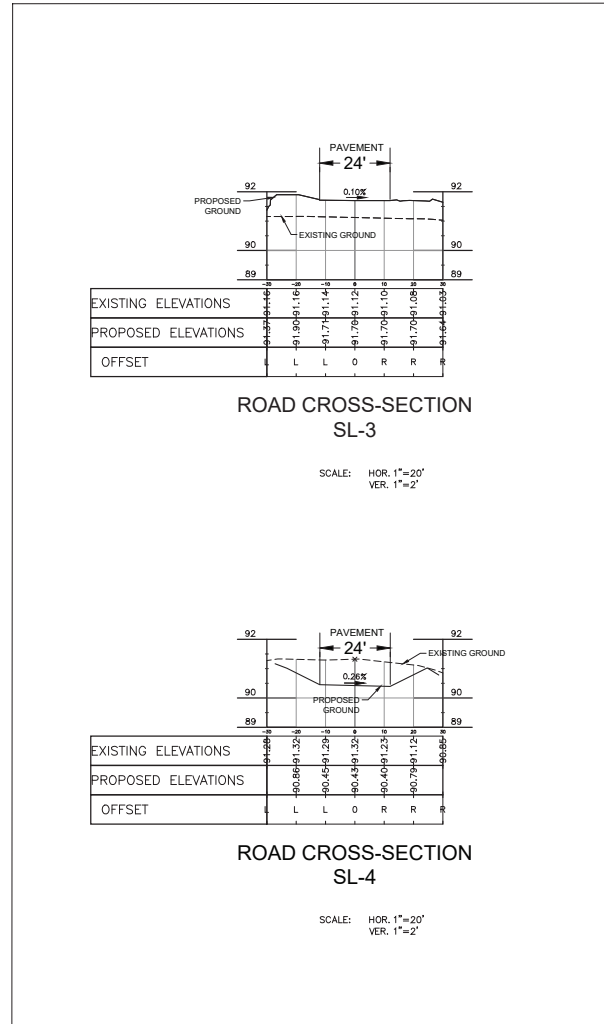 PAVEMENT
24'
92 0.10% 92
PROPOSED
GROUND
EXISTING GROUND
90 90
89 89
-30 -20 -10 0 10 20 30
EXISTING ELEVATIONS 91.16 91.16 91.14 91.12 91.10 91.08 91.03
PROPOSED ELEVATIONS 91.37 91.90 91.71 91.70 91.70 91.70 91.64
OFFSET L L L 0 R R R
ROAD CROSS-SECTION
SL-3
SCALE: HOR. 1"=20'
VER. 1"=2'
92 PAVEMENT 92
24'
EXISTING GROUND
0.26%
90 PROPOSED 90
GROUND
89 89
-30 -20 -10 0 10 20 30
EXISTING ELEVATIONS 91.28 91.32 91.29 91.32 91.23 91.12 90.85
PROPOSED ELEVATIONS 90.86 90.45 90.43 90.40 90.79
OFFSET L L L 0 R R R
ROAD CROSS-SECTION
SL-4
SCALE: HOR. 1"=20'
VER. 1"=2'